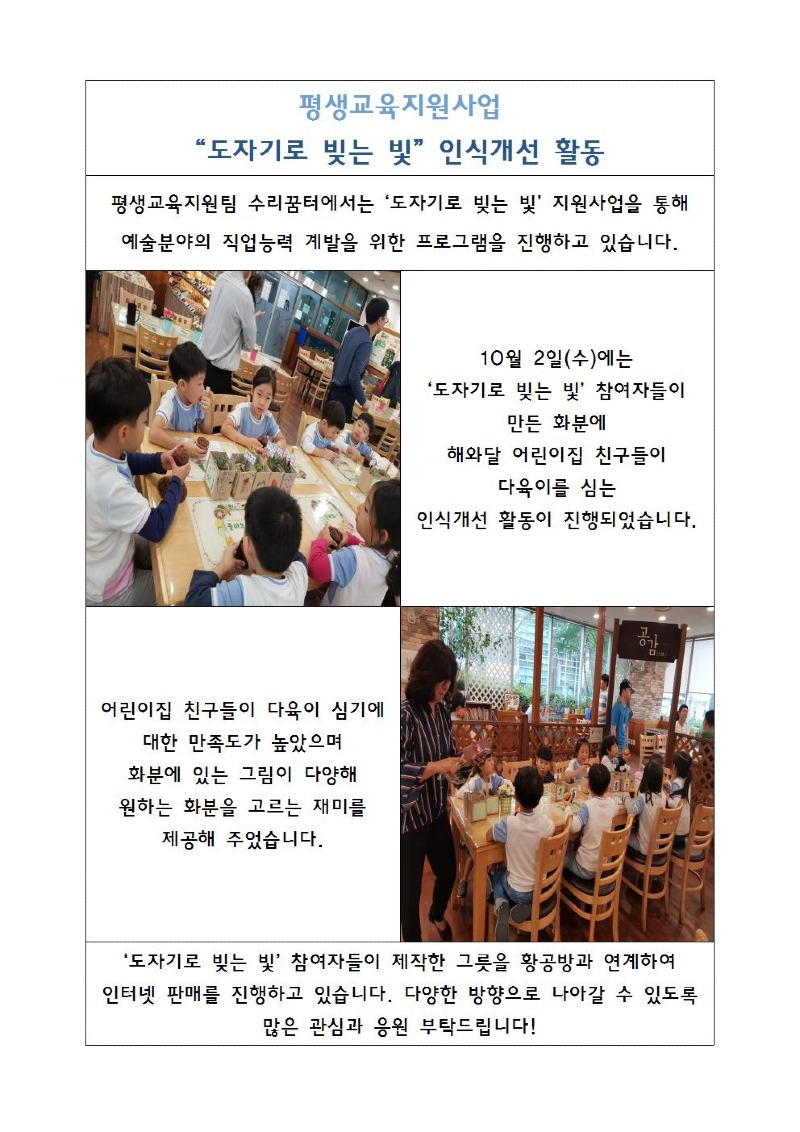 평생교육지원사업
“도자기로 빚는 빛” 인식개선 활동
평생교육지원팀 수리꿈터에서는 ‘도자기로 빚는 빛’ 지원사업을 통해
예술분야의 직업능력 계발을 위한 프로그램을 진행하고 있습니다.
10월 2일(수)에는
‘도자기로 빚는 빛’ 참여자들이
만든 화분에
해와달 어린이집 친구들이
다육이를 심는
인식개선 활동이 진행되었습니다.
공감
어린이집 친구들이 다육이 심기에
대한 만족도가 높았으며
화분에 있는 그림이 다양해
원하는 화분을 고르는 재미를
제공해 주었습니다.
‘도자기로 빚는 빛’ 참여자들이 제작한 그릇을 황공방과 연계하여
인터넷 판매를 진행하고 있습니다. 다양한 방향으로 나아갈 수 있도록
많은 관심과 응원 부탁드립니다!